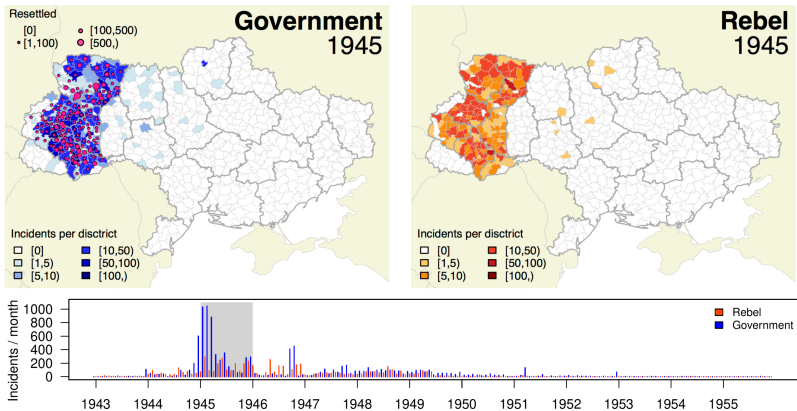 Government
1945
Resettled
[0]
[1,100)
[100,500)
[500,)
Incidents per disctrict
[0]
[1,5)
[5,10)
[10,50)
[50,100)
[100,)
Rebel
1945
Incidents per disctrict
[0]
[1,5)
[5,10)
[10,50)
[50,100)
[100,)
Incidents / month
1000
800
600
400
200
0
Rebel
Government
1943 1944 1945 1946 1947 1948 1949 1950 1951 1952 1953 1954 1955